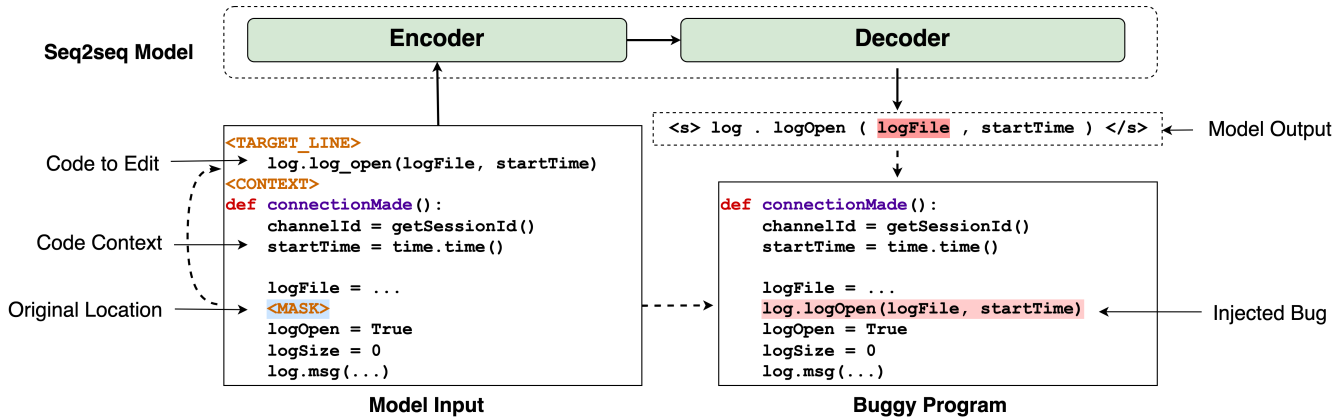 Seq2seq Model
Encoder
Decoder
<s> log . logOpen ( logFile , startTime ) </s>
Model Output
Code to Edit
Code Context
Original Location
<TARGET_LINE>
log.log_open(logFile, startTime)
<CONTEXT>
def connectionMade():
channelId = getSessionId()
startTime = time.time()
logFile = ...
<MASK>
logOpen = True
logSize = 0
log.msg(...)
Model Input
def connectionMade():
channelId = getSessionId()
startTime = time.time()
logFile = ...
log.logOpen(logFile, startTime)
logOpen = True
logSize = 0
log.msg(...)
Injected Bug
Buggy Program